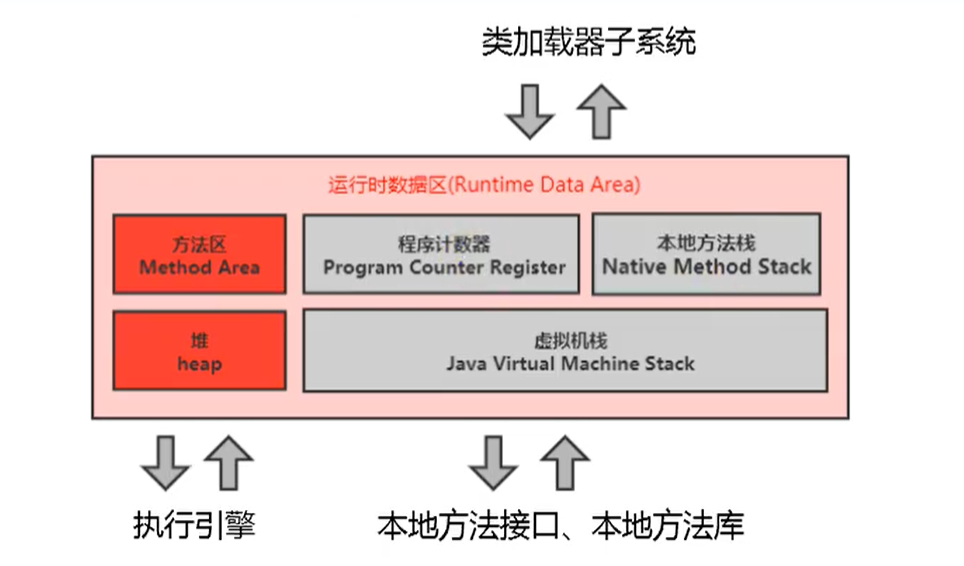 类加载器子系统
运行时数据区(Runtime Data Area)
方法区
Method Area
程序计数器
Program Counter Register
本地方法栈
Native Method Stack
堆
heap
虚拟机栈
Java Virtual Machine Stack
执行引擎
本地方法接口、本地方法库